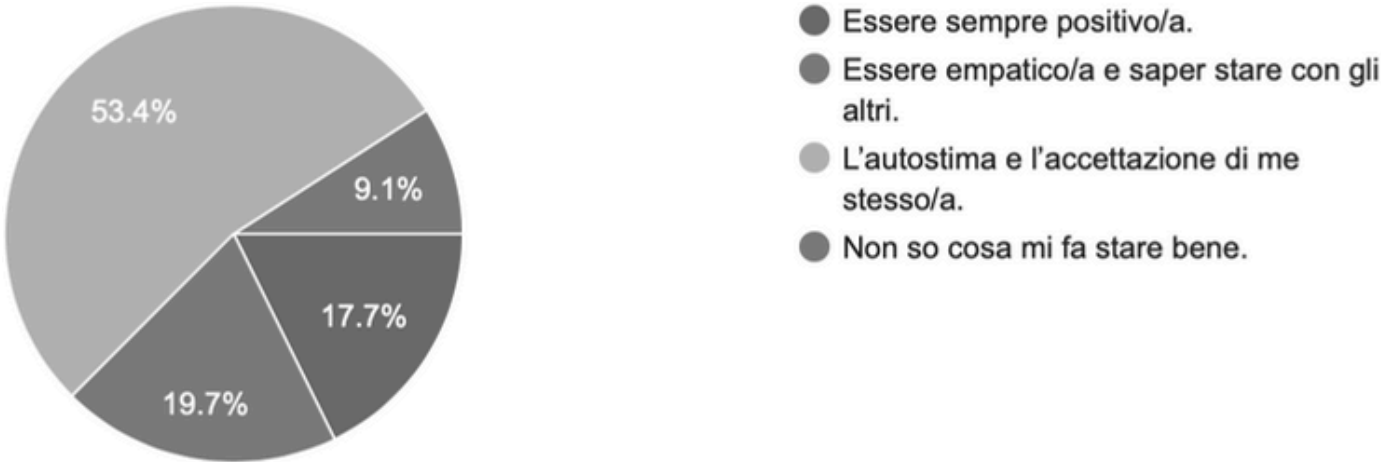 53.4%
9.1%
17.7%
19.7%
Essere sempre positivo/a.
Essere empatico/a e saper stare con gli
altri.
L'autostima e l'accettazione di me
stesso/a.
Non so cosa mi fa stare bene.